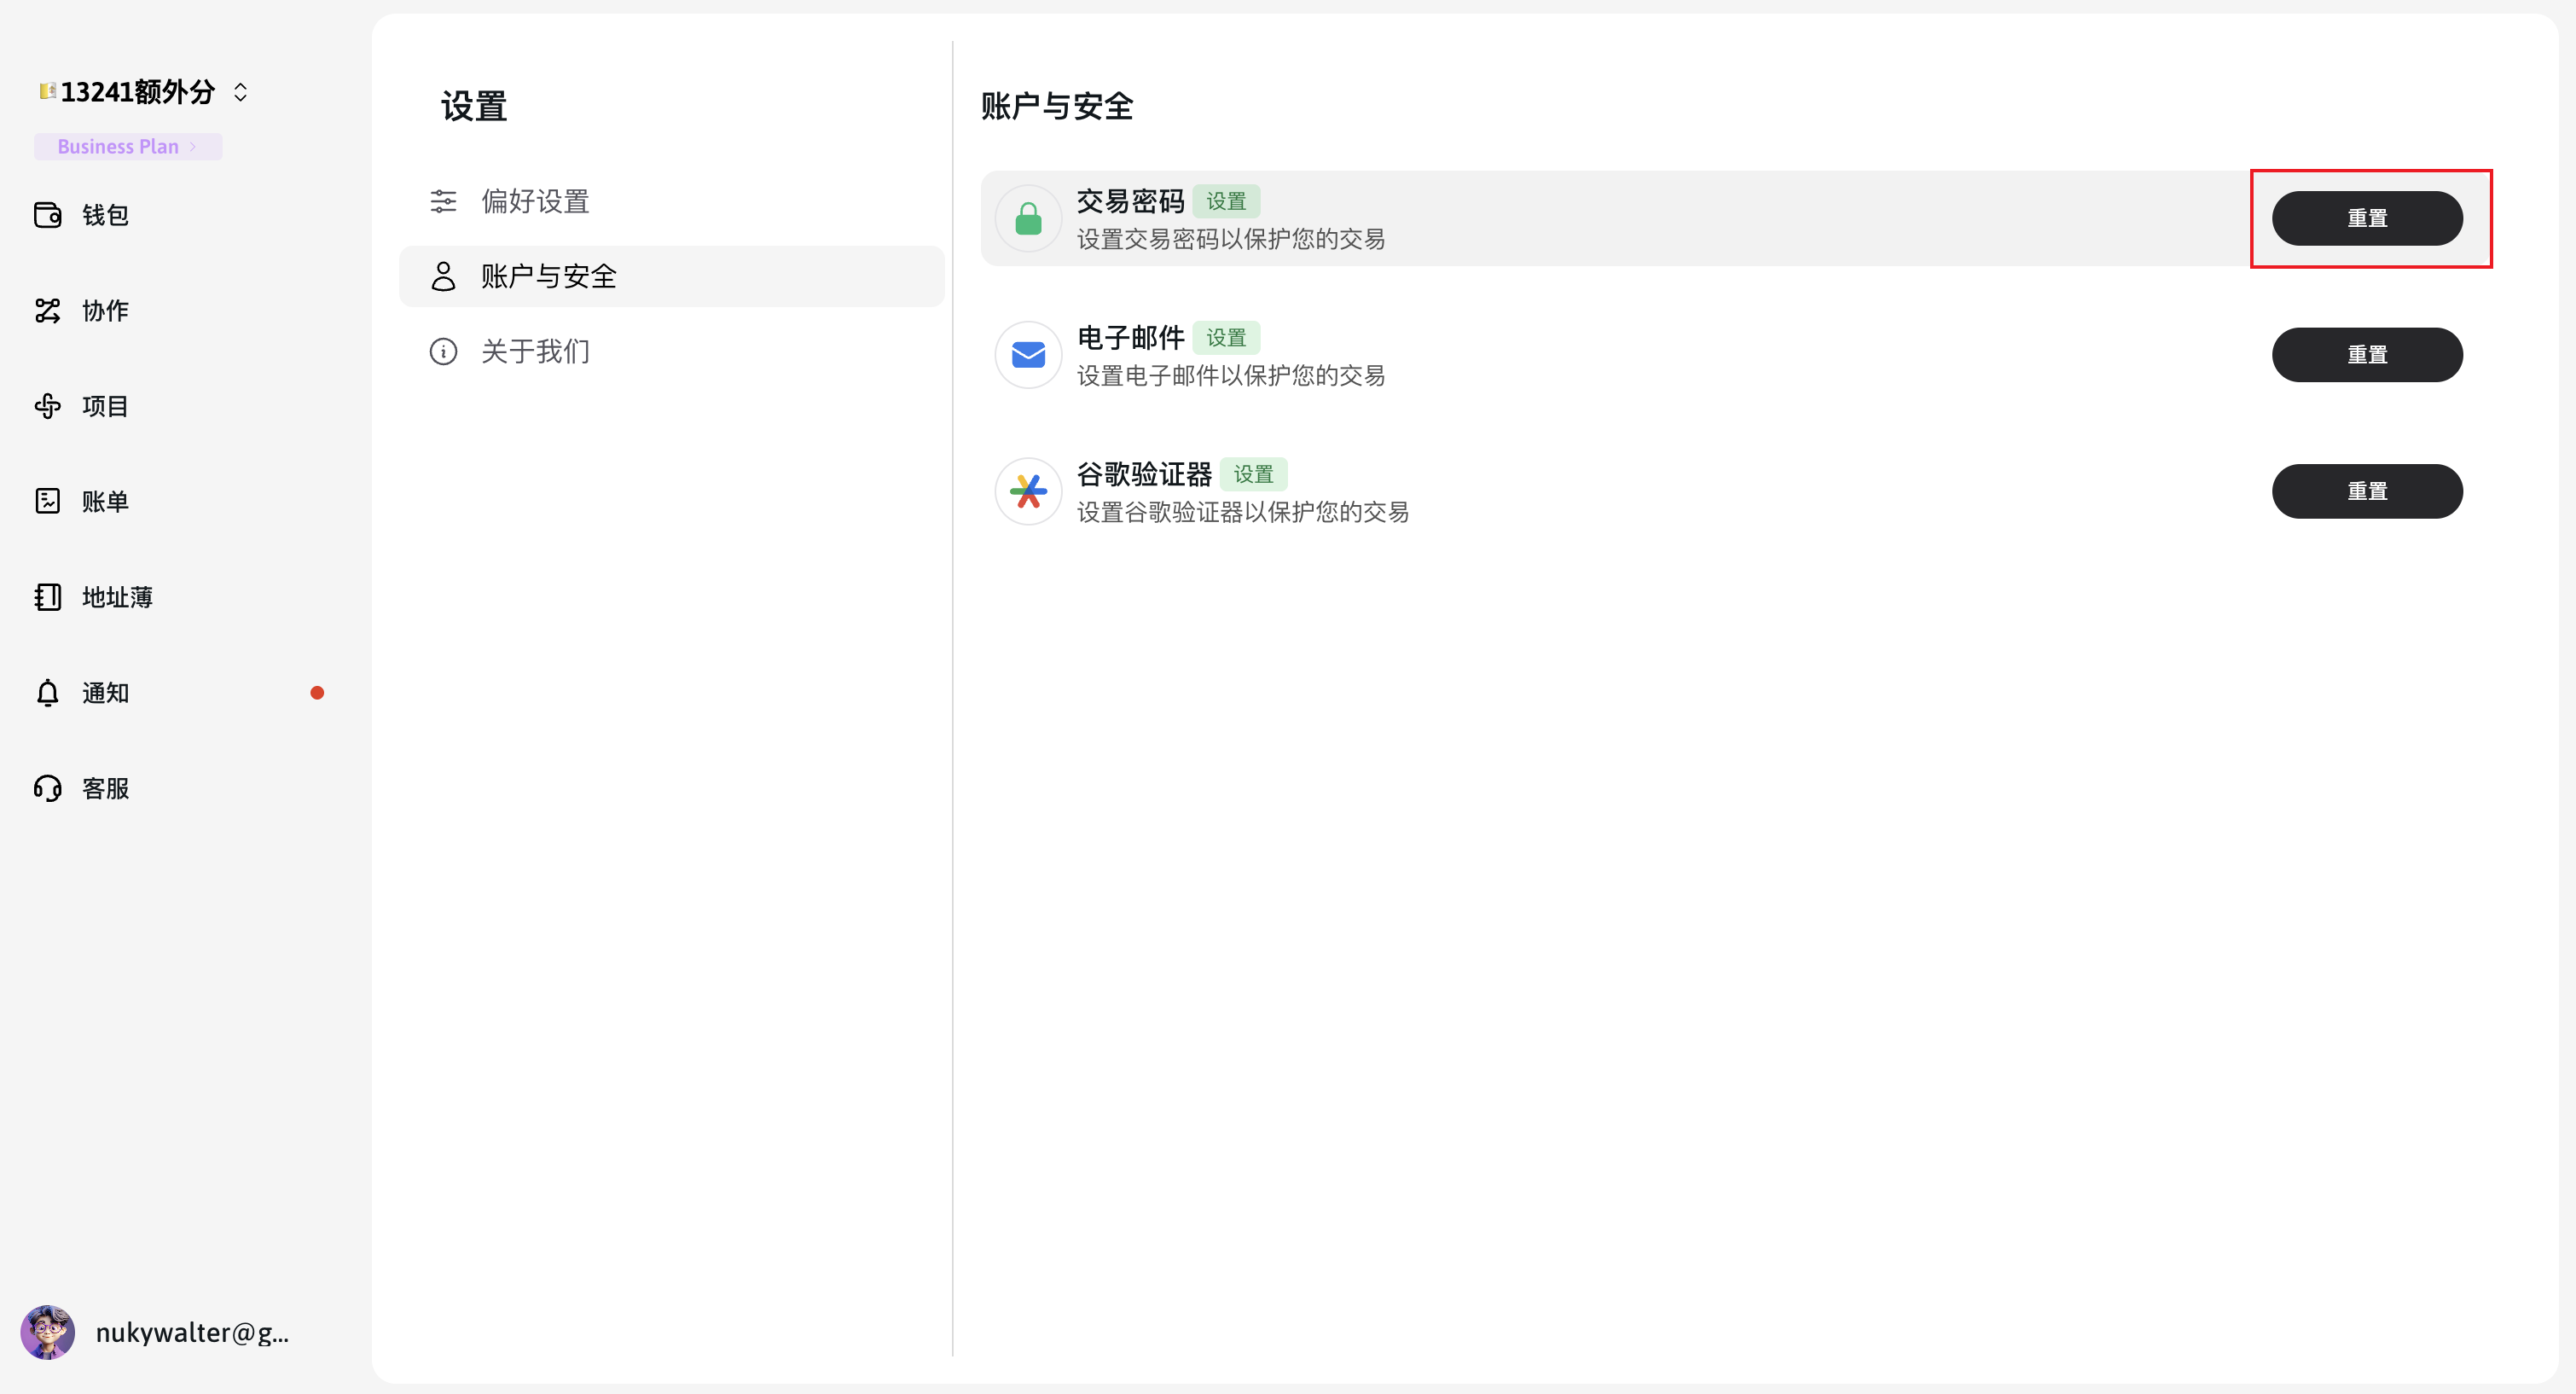 13241额外分
Business Plan
钱包
协作
项目
账单
地址薄
通知
客服
nukywalter@g...
设置
偏好设置
账户与安全
关于我们
账户与安全
交易密码 设置
设置交易密码以保护您的交易
重置
电子邮件 设置
设置电子邮件以保护您的交易
重置
谷歌验证器 设置
设置谷歌验证器以保护您的交易
重置